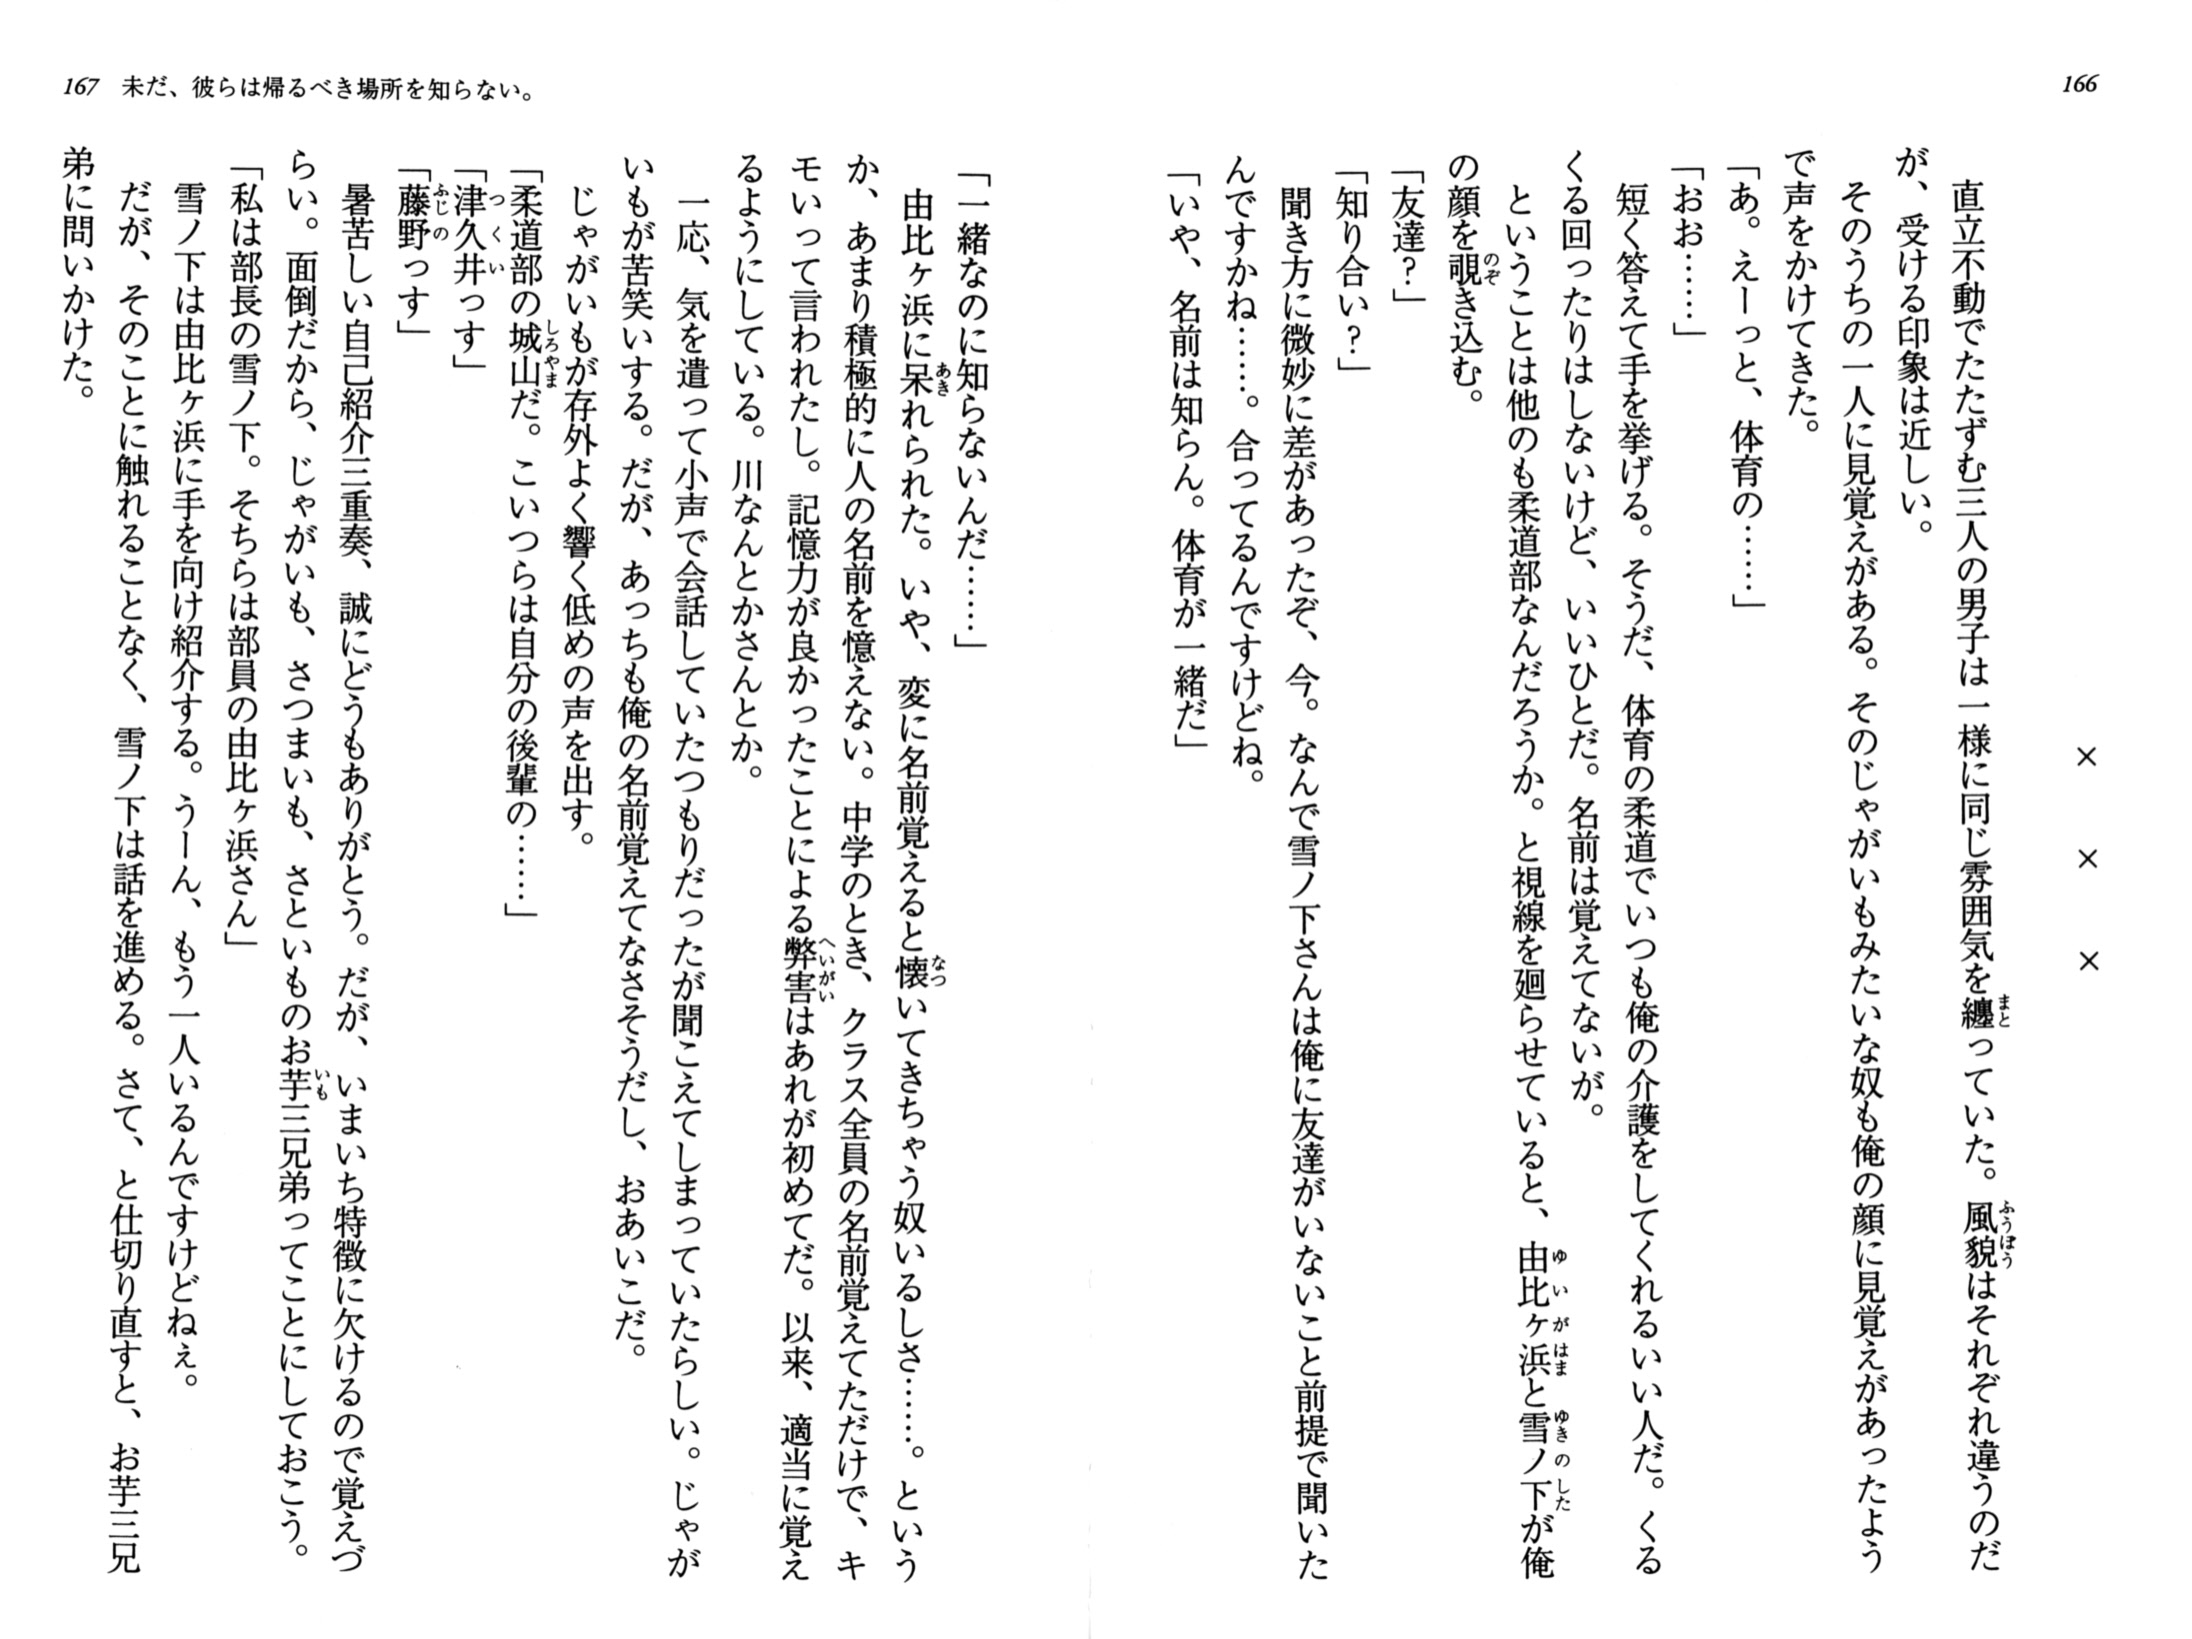 166
× × ×
直立不動でたたずむ三人の男子は一様に同じ雰囲気を纏っていた。風貌はそれぞれ違うのだ
が、受ける印象は近しい。
そのうちの一人に見覚えがある。そのじゃがいもみたいな奴も俺の顔に見覚えがあったよう
で声をかけてきた。
「あ。えーっと、体育の……」
「おお……」
短く答えて手を挙げる。そうだ、体育の柔道でいつも俺の介護をしてくれるいい人だ。くる
くる回ったりはしないけど、いいひとだ。名前は覚えてないが。
ということは他のも柔道部なんだろうか。と視線を廻らせていると、由比ヶ浜と雪ノ下が俺
の顔を覗き込む。
「友達？」
「知り合い？」
聞き方に微妙に差があったぞ、今。なんで雪ノ下さんは俺に友達がいないこと前提で聞いた
んですかね……。合ってるんですけどね。
「いや、名前は知らん。体育が一緒だ」
167 未だ、彼らは帰るべき場所を知らない。
「一緒なのに知らないんだ……」
由比ヶ浜に呆れられた。いや、変に名前覚えると懐いてきちゃう奴いるしさ……。という
か、あまり積極的に人の名前を憶えない。中学のとき、クラス全員の名前覚えてただけで、キ
モいって言われたし。記憶力が良かったことによる弊害はあれが初めてだ。以来、適当に覚え
るようにしている。川なんとかさんとか。
一応、気を遣って小声で会話していたつもりだったが聞こえてしまっていたらしい。じゃが
いもが苦笑いする。だが、あっちも俺の名前覚えてなさそうだし、おあいこだ。
じゃがいもが存外よく響く低めの声を出す。
「柔道部の城山だ。こいつらは自分の後輩の……」
「津久井っす」
「藤野っす」
暑苦しい自己紹介三重奏、誠にどうもありがとう。だが、いまいち特徴に欠けるので覚えづ
らい。面倒だから、じゃがいも、さつまいも、さといものお芋三兄弟ってことにしておこう。
「私は部長の雪ノ下。そちらは部員の由比ヶ浜さん」
雪ノ下は由比ヶ浜に手を向け紹介する。うーん、もう一人いるんですけどねぇ。
だが、そのことに触れることなく、雪ノ下は話を進める。さて、と仕切り直すと、お芋三兄
弟に問いかけた。